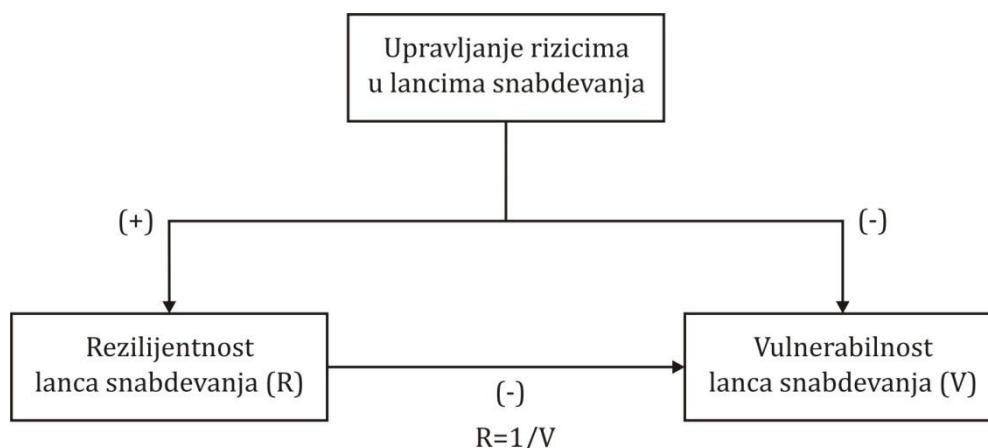 Upravljanje rizicima
u lancima snabdevanja
(+)
(-)
Rezilijentnost
lanca snabdevanja (R)
(-)
R=1/V
Vulnerabilnost
lanca snabdevanja (V)